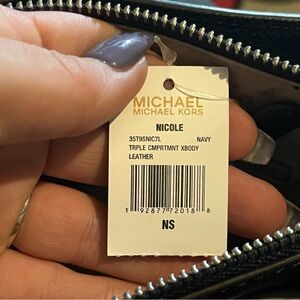 MICHAEL
MICHAEL KORS
NICOLE
35T9SNIC7L NAVY
TRPLE CMPRTMNT XBODY
LEATHER
1 92877 72018 8
NS